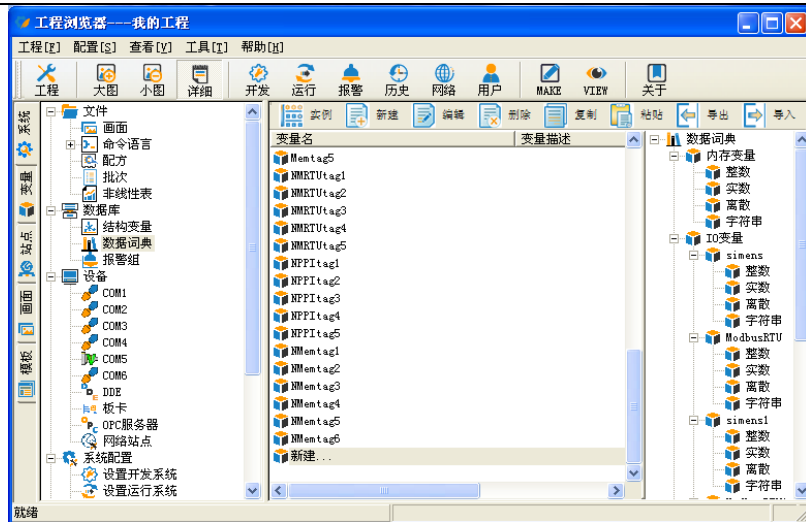 工程浏览器---我的工程
工程[F] 配置[S] 查看[V] 工具[T] 帮助[H]
工程 大图 小图 详细 开发 运行 报警 历史 网络 用户 MAKE VIEW 关于
系统
变量
站点
画面
模板
文件
画面
命令语言
配方
批次
非线性表
数据库
结构变量
数据词典
报警组
设备
COM1
COM2
COM3
COM4
COM5
COM6
DDE
板卡
OPC服务器
网络站点
系统配置
设置开发系统
设置运行系统
实例 新建 编辑 删除 复制 粘贴 导出 导入
变量名 变量描述
Memtag5
NMRTUtag1
NMRTUtag2
NMRTUtag3
NMRTUtag4
NMRTUtag5
NPPItag1
NPPItag2
NPPItag3
NPPItag4
NPPItag5
NMemtag1
NMemtag2
NMemtag3
NMemtag4
NMemtag5
NMemtag6
新建...
数据词典
内存变量
整数
实数
离散
字符串
IO变量
simens
整数
实数
离散
字符串
ModbusRTU
整数
实数
离散
字符串
simens1
整数
实数
离散
字符串
就绪